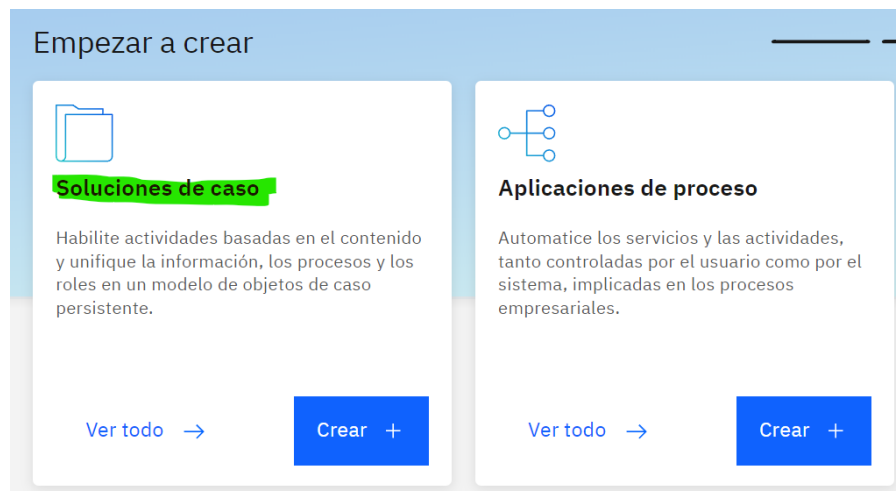 Empezar a crear
Soluciones de caso
Habilite actividades basadas en el contenido
y unifique la información, los procesos y los
roles en un modelo de objetos de caso
persistente.
Ver todo →
Crear +
Aplicaciones de proceso
Automatice los servicios y las actividades,
tanto controladas por el usuario como por el
sistema, implicadas en los procesos
empresariales.
Ver todo →
Crear +